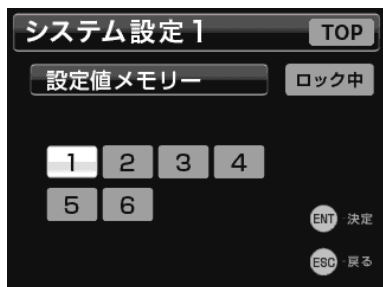 システム設定1 TOP
設定値メモリー ロック中
1 2 3 4
5 6
ENT 決定
ESC 戻る